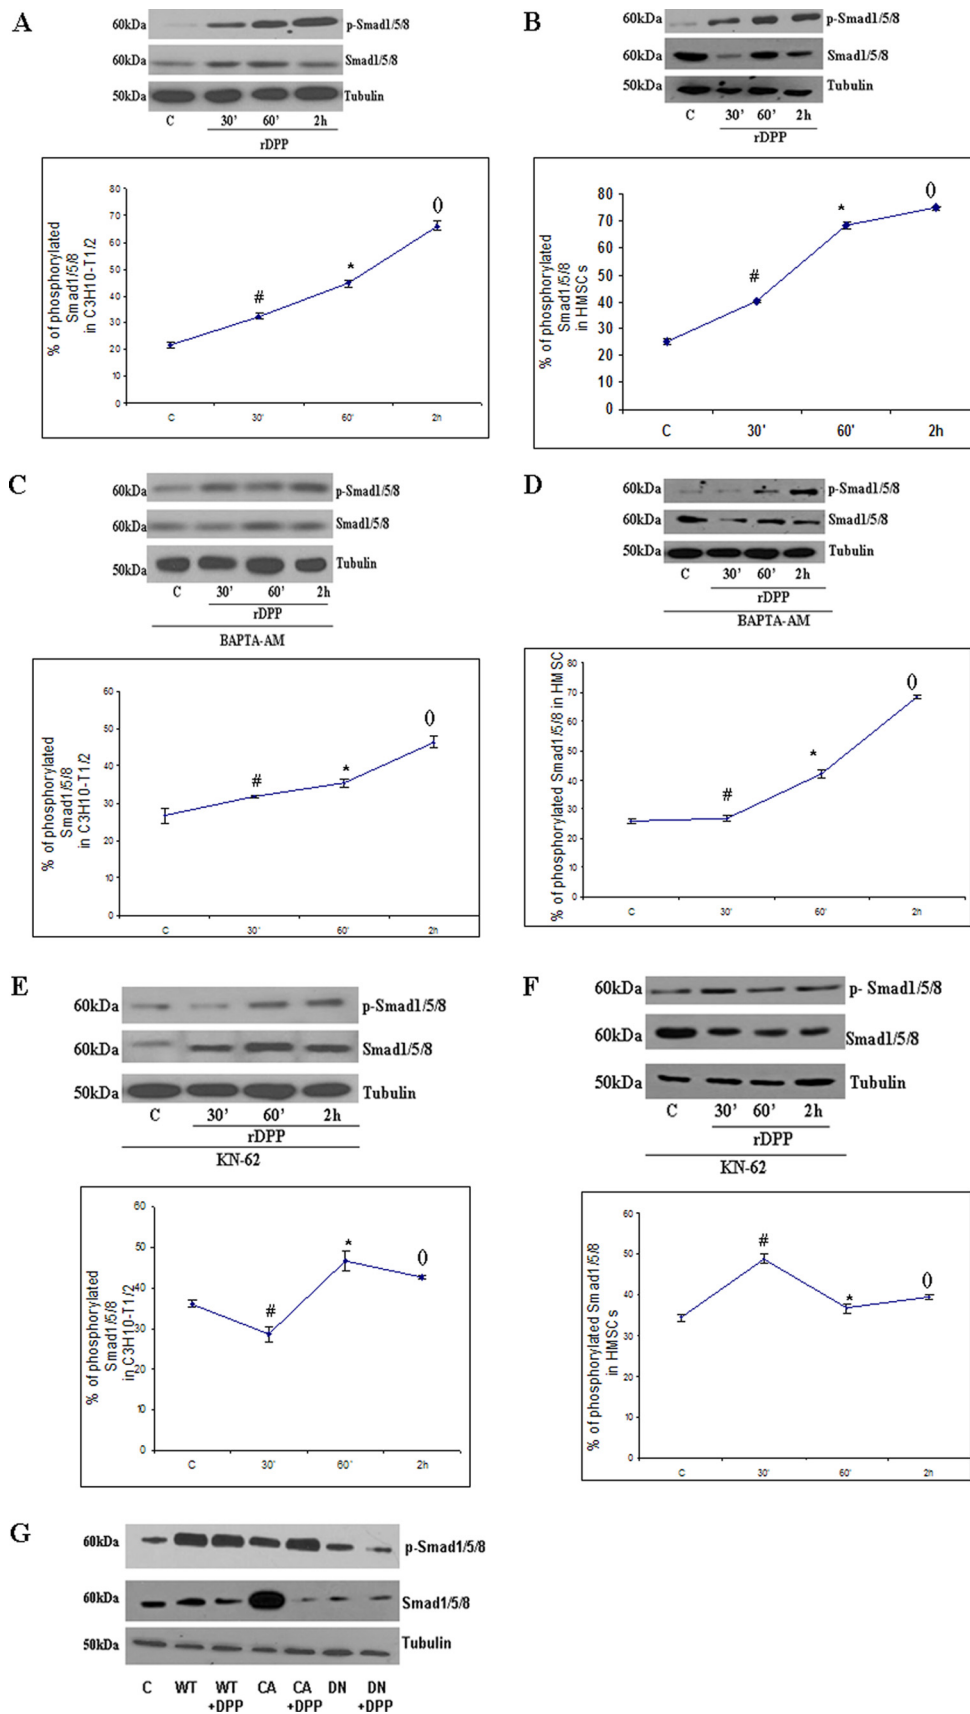 A
60kDa
p-Smad1/5/8
60kDa
Smad1/5/8
50kDa
Tubulin
C 30' 60' 2h
rDPP
% of phosphorylated
Smad1/5/8
in C3H10-T1/2
80
70
60
50
40
30
20
10
0
#
*
()
C 30' 60' 2h
B
60kDa
p-Smad1/5/8
60kDa
Smad1/5/8
50kDa
Tubulin
C 30' 60' 2h
rDPP
% of phosphorylated
Smad1/5/8
in HMSCs
80
70
60
50
40
30
20
10
0
#
*
()
C 30' 60' 2h
C
60kDa
p-Smad1/5/8
60kDa
Smad1/5/8
50kDa
Tubulin
C 30' 60' 2h
rDPP
BAPTA-AM
% of phosphorylated
Smad1/5/8
in C3H10-T1/2
60
50
40
30
20
10
0
#
*
()
C 30' 60' 2h
D
60kDa
p-Smad1/5/8
60kDa
Smad1/5/8
50kDa
Tubulin
C 30' 60' 2h
rDPP
BAPTA-AM
% of phosphorylated Smad1/5/8 in HMSC
80
70
60
50
40
30
20
10
0
#
*
()
C 30' 60' 2h
E
60kDa
p-Smad1/5/8
60kDa
Smad1/5/8
50kDa
Tubulin
C 30' 60' 2h
rDPP
KN-62
% of phosphorylated
Smad1/5/8
in C3H10-T1/2
60
50
40
30
20
10
0
#
*
()
C 30' 60' 2h
F
60kDa
p- Smad1/5/8
60kDa
Smad1/5/8
50kDa
Tubulin
C 30' 60' 2h
rDPP
KN-62
% of phosphorylated Smad1/5/8
in HMSCs
60
50
40
30
20
10
0
#
*
()
C 30' 60' 2h
G
60kDa
p-Smad1/5/8
60kDa
Smad1/5/8
50kDa
Tubulin
C WT WT CA CA DN DN
+DPP +DPP +DPP